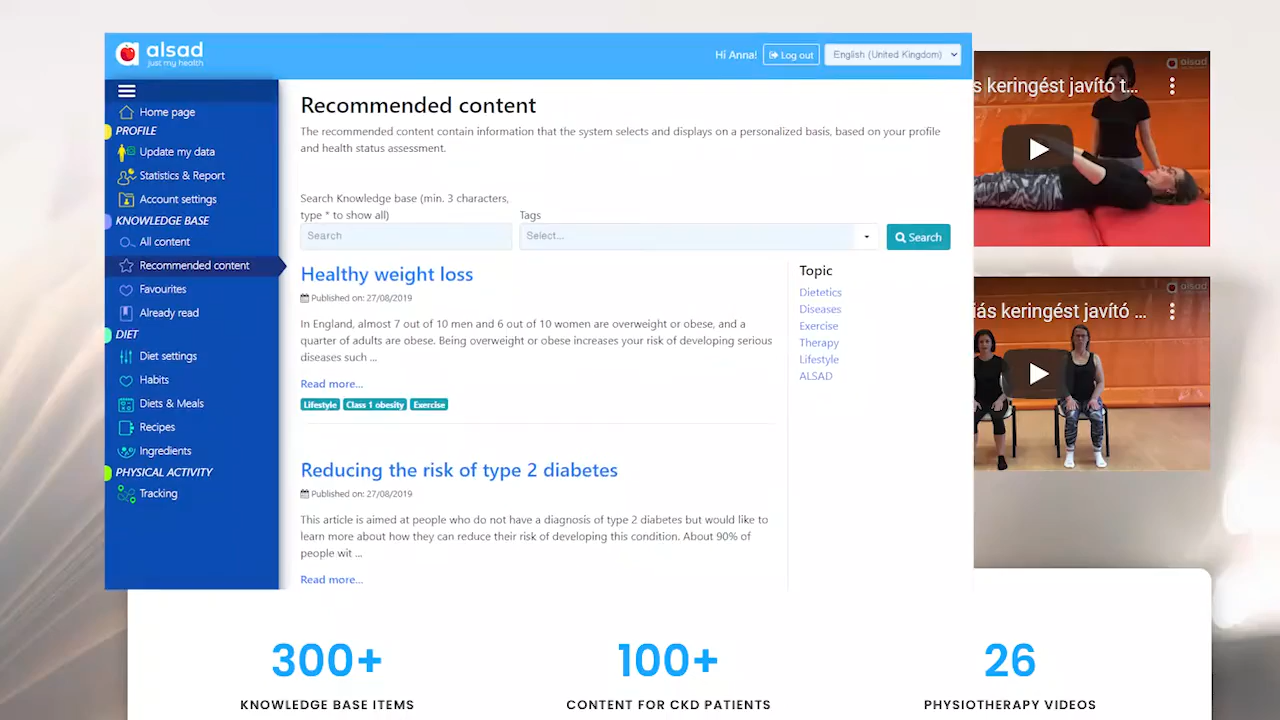 alsad
just my health
Hi Anna!
Log out
English (United Kingdom)
Home page
PROFILE
Update my data
Statistics & Report
Account settings
KNOWLEDGE BASE
All content
Recommended content
Favourites
Already read
DIET
Diet settings
Habits
Diets & Meals
Recipes
Ingredients
PHYSICAL ACTIVITY
Tracking
Recommended content
The recommended content contain information that the system selects and displays on a personalized basis, based on your profile
and health status assessment.
Search Knowledge base (min. 3 characters,
type * to show all)
Tags
Search
Select...
Search
Healthy weight loss
Published on: 27/08/2019
In England, almost 7 out of 10 men and 6 out of 10 women are overweight or obese, and a
quarter of adults are obese. Being overweight or obese increases your risk of developing serious
diseases such ...
Read more...
Lifestyle Class 1 obesity Exercise
Reducing the risk of type 2 diabetes
Published on: 27/08/2019
This article is aimed at people who do not have a diagnosis of type 2 diabetes but would like to
learn more about how they can reduce their risk of developing this condition. About 90% of
people wit ...
Read more...
Topic
Dietetics
Diseases
Exercise
Therapy
Lifestyle
ALSAD
alsad
s keringést javító t...
alsad
iás keringést javító ...
300+
KNOWLEDGE BASE ITEMS
100+
CONTENT FOR CKD PATIENTS
26
PHYSIOTHERAPY VIDEOS